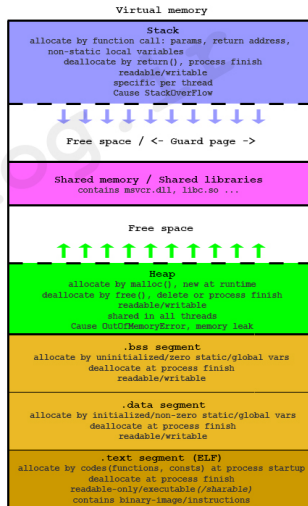 Virtual memory
Stack
allocate by function call: params, return address,
non-static local variables
deallocate by return(), process finish
readable/writable
specific per thread
Cause StackOverFlow
Free space / <- Guard page ->
Shared memory / Shared libraries
contains msvcr.dll, libc.so ...
Free space
Heap
allocate by malloc(), new at runtime
deallocate by free(), delete or process finish
readable/writable
shared in all threads
Cause OutOfMemoryError, memory leak
.bss segment
allocate by uninitialized/zero static/global vars
deallocate at process finish
readable/writable
.data segment
allocate by initialized/non-zero static/global vars
deallocate at process finish
readable/writable
.text segment (ELF)
allocate by codes(functions, consts) at process startup
deallocate at process finish
readable-only/executable(/sharable)
contains binary-image/instructions